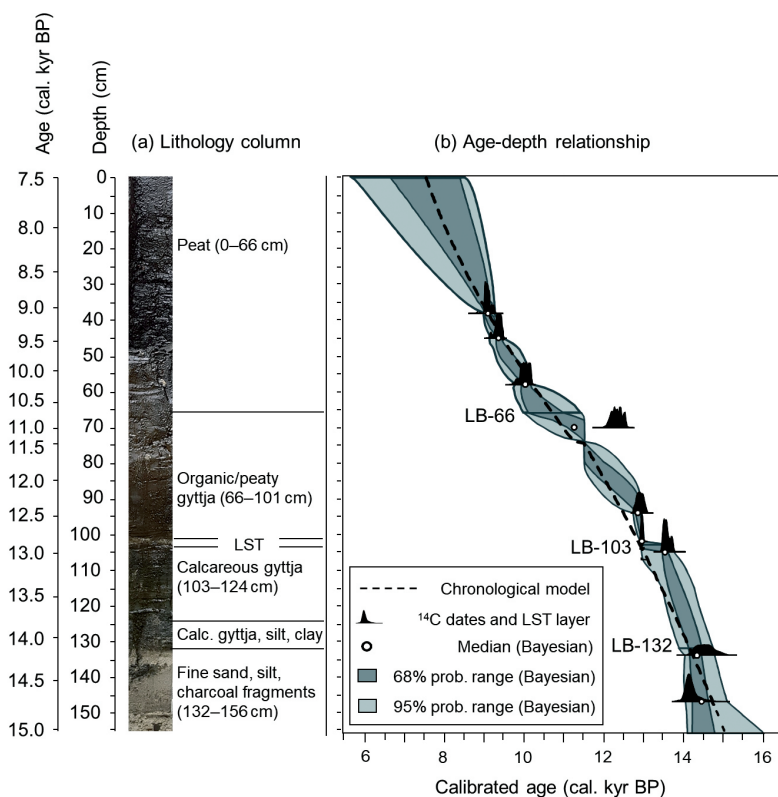 Age (cal. kyr BP)
Depth (cm)
(a) Lithology column
(b) Age-depth relationship
7.5
8.0
8.5
9.0
9.5
10.0
10.5
11.0
11.5
12.0
12.5
13.0
14.0
14.5
15.0
0
10
20
30
40
50
60
70
80
90
100
110
120
130
140
150
Peat (0–66 cm)
Organic/peaty
gyttja (66–101 cm)
LST
Calcareous gyttja
(103–124 cm)
Calc. gyttja, silt, clay
Fine sand, silt,
charcoal fragments
(132–156 cm)
LB-66
LB-103
LB-132
Chronological model
¹⁴C dates and LST layer
Median (Bayesian)
68% prob. range (Bayesian)
95% prob. range (Bayesian)
6
8
10
12
14
16
Calibrated age (cal. kyr BP)